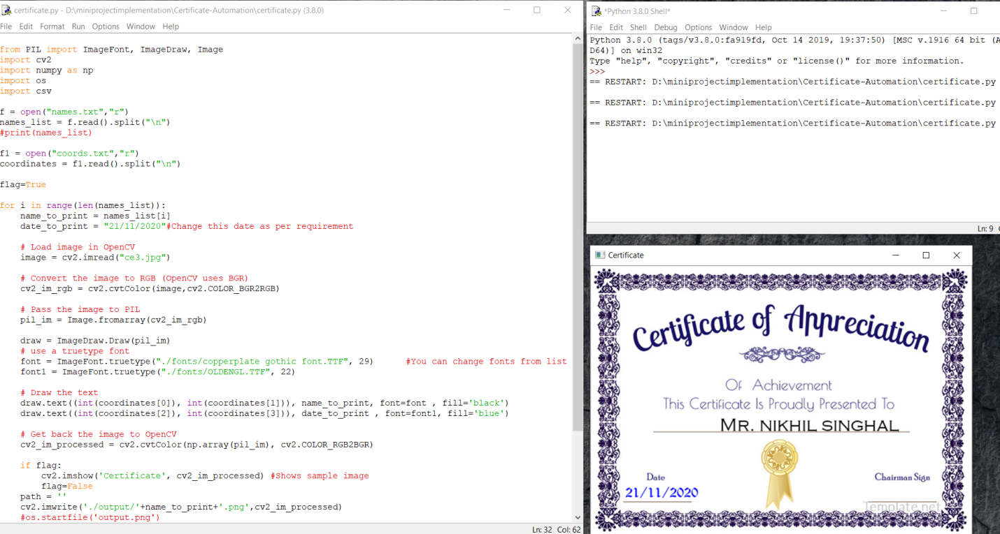 certificate.py - D:\miniprojectimplementation\Certificate-Automation\certificate.py (3.8.0)
File Edit Format Run Options Window Help
from PIL import ImageFont, ImageDraw, Image
import cv2
import numpy as np
import os
import csv
f = open("names.txt","r")
names_list = f.read().split("\n")
#print(names_list)
f1 = open("coords.txt","r")
coordinates = f1.read().split("\n")
flag=True
for i in range(len(names_list)):
    name_to_print = names_list[i]
    date_to_print = "21/11/2020"#Change this date as per requirement
    # Load image in OpenCV
    image = cv2.imread("ce3.jpg")
    # Convert the image to RGB (OpenCV uses BGR)
    cv2_im_rgb = cv2.cvtColor(image,cv2.COLOR_BGR2RGB)
    # Pass the image to PIL
    pil_im = Image.fromarray(cv2_im_rgb)
    draw = ImageDraw.Draw(pil_im)
    # use a truetype font
    font = ImageFont.truetype("./fonts/copperplate gothic font.TTF", 29)      #You can change fonts from list
    font1 = ImageFont.truetype("./fonts/OLDENGL.TTF", 22)
    # Draw the text
    draw.text((int(coordinates[0]), int(coordinates[1])), name_to_print, font=font , fill='black')
    draw.text((int(coordinates[2]), int(coordinates[3])), date_to_print , font=font1, fill='blue')
    # Get back the image to OpenCV
    cv2_im_processed = cv2.cvtColor(np.array(pil_im), cv2.COLOR_RGB2BGR)
    if flag:
        cv2.imshow('Certificate', cv2_im_processed) #Shows sample image
        flag=False
    path = ''
    cv2.imwrite('./output/'+name_to_print+'.png',cv2_im_processed)
    #os.startfile('output.png')
Ln: 32 Col: 62
*Python 3.8.0 Shell*
File Edit Shell Debug Options Window Help
Python 3.8.0 (tags/v3.8.0:fa919fd, Oct 14 2019, 19:37:50) [MSC v.1916 64 bit (A
D64)] on win32
Type "help", "copyright", "credits" or "license()" for more information.
>>>
== RESTART: D:\miniprojectimplementation\Certificate-Automation\certificate.py
== RESTART: D:\miniprojectimplementation\Certificate-Automation\certificate.py
== RESTART: D:\miniprojectimplementation\Certificate-Automation\certificate.py
Ln: 9
Certificate
Certificate of Appreciation
Of Achievement
This Certificate Is Proudly Presented To
MR. NIKHIL SINGHAL
Date
Chairman Sign
21/11/2020
Template.net